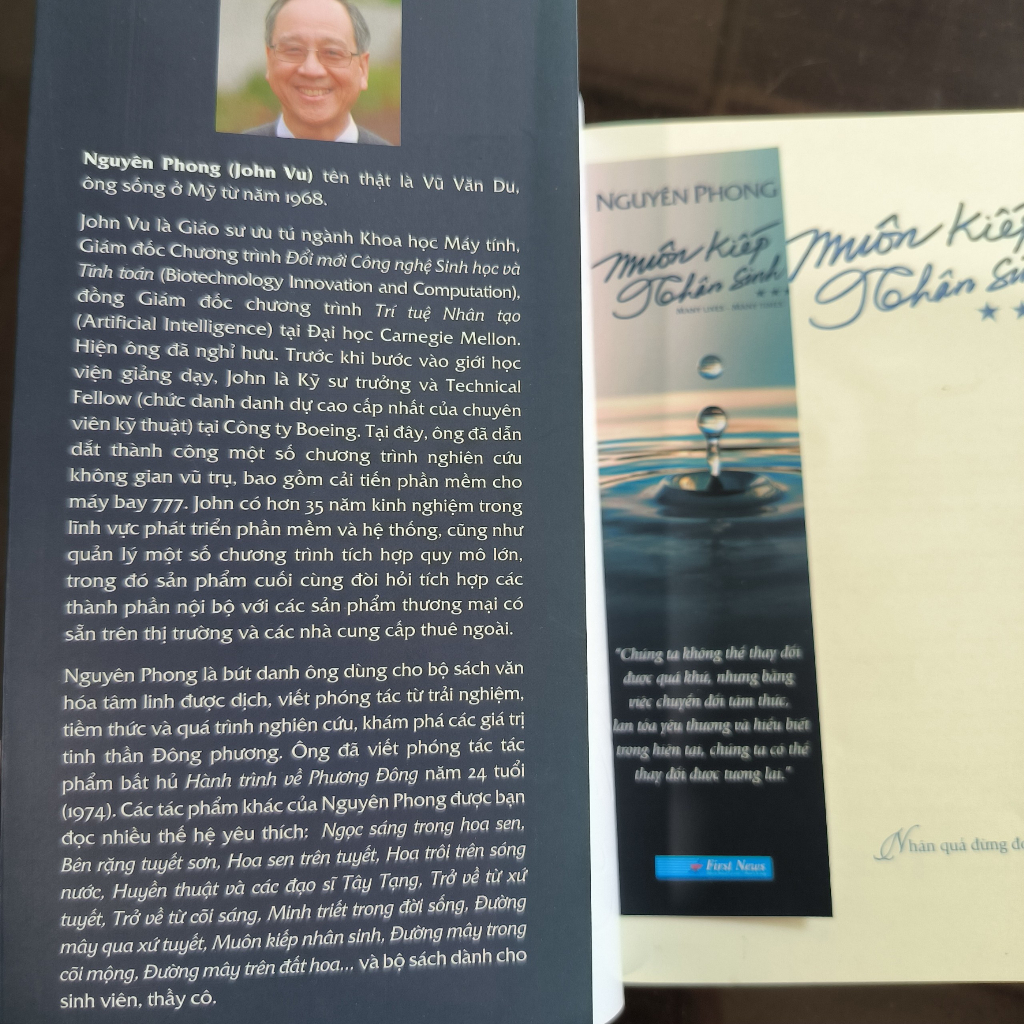 Nguyên Phong (John Vu) tên thật là Vũ Văn Du,
ông sống ở Mỹ từ năm 1968.
John Vu là Giáo sư ưu tú ngành Khoa học Máy tính,
Giám đốc Chương trình Đổi mới Công nghệ Sinh học và
Tính toán (Biotechnology Innovation and Computation),
đồng Giám đốc chương trình Trí tuệ Nhân tạo
(Artificial Intelligence) tại Đại học Carnegie Mellon.
Hiện ông đã nghỉ hưu. Trước khi bước vào giới học
viện giảng dạy, John là Kỹ sư trưởng và Technical
Fellow (chức danh danh dự cao cấp nhất của chuyên
viên kỹ thuật) tại Công ty Boeing. Tại đây, ông đã dẫn
dắt thành công một số chương trình nghiên cứu
không gian vũ trụ, bao gồm cải tiến phần mềm cho
máy bay 777. John có hơn 35 năm kinh nghiệm trong
lĩnh vực phát triển phần mềm và hệ thống, cũng như
quản lý một số chương trình tích hợp quy mô lớn,
trong đó sản phẩm cuối cùng đòi hỏi tích hợp các
thành phần nội bộ với các sản phẩm thương mại có
sẵn trên thị trường và các nhà cung cấp thuê ngoài.
Nguyên Phong là bút danh ông dùng cho bộ sách văn
hóa tâm linh được dịch, viết phóng tác từ trải nghiệm,
tiềm thức và quá trình nghiên cứu, khám phá các giá trị
tinh thần Đông phương. Ông đã viết phóng tác tác
phẩm bất hủ Hành trình về Phương Đông năm 24 tuổi
(1974). Các tác phẩm khác của Nguyên Phong được bạn
đọc nhiều thế hệ yêu thích: Ngọc sáng trong hoa sen,
Bên rặng tuyết sơn, Hoa sen trên tuyết, Hoa trôi trên sóng
nước, Huyền thuật và các đạo sĩ Tây Tạng, Trở về từ xứ
tuyết, Trở về từ cõi sáng, Minh triết trong đời sống, Đường
mây qua xứ tuyết, Muôn kiếp nhân sinh, Đường mây trong
cõi mộng, Đường mây trên đất hoa... và bộ sách dành cho
sinh viên, thầy cô.
NGUYÊN PHONG
Muôn Kiếp
Nhân Sinh
MANY LIVES - MANY TIMES
"Chúng ta không thể thay đổi
được quá khứ, nhưng bằng
việc chuyển đổi tâm thức,
lan tỏa yêu thương và hiểu biết
trong hiện tại, chúng ta có thể
thay đổi được tương lai."
First News
Muôn Kiếp
Nhân
Nhân quả đừng